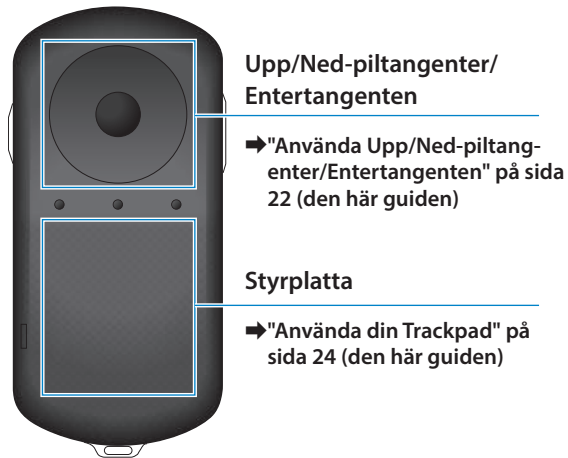 Upp/Ned-piltangenter/
Entertangenten
➡"Använda Upp/Ned-piltang-
enter/Entertangenten" på sida
22 (den här guiden)
Styrplatta
➡"Använda din Trackpad" på
sida 24 (den här guiden)